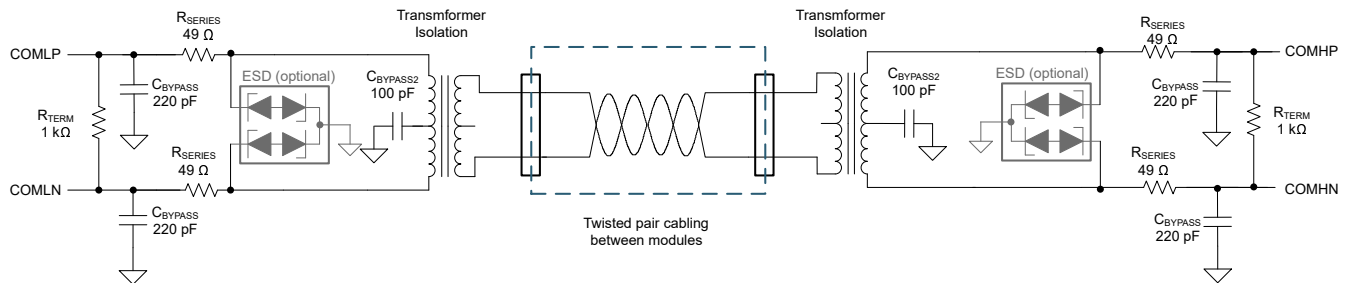 COMLP
RSERIES
49 Ω
Transmformer
Isolation
ESD (optional)
CBYPASS
220 pF
RTERM
1 kΩ
CBYPASS2
100 pF
RSERIES
49 Ω
COMLN
CBYPASS
220 pF
Twisted pair cabling
between modules
Transmformer
Isolation
CBYPASS2
100 pF
ESD (optional)
RSERIES
49 Ω
COMHP
CBYPASS
220 pF
RTERM
1 kΩ
RSERIES
49 Ω
COMHN
CBYPASS
220 pF